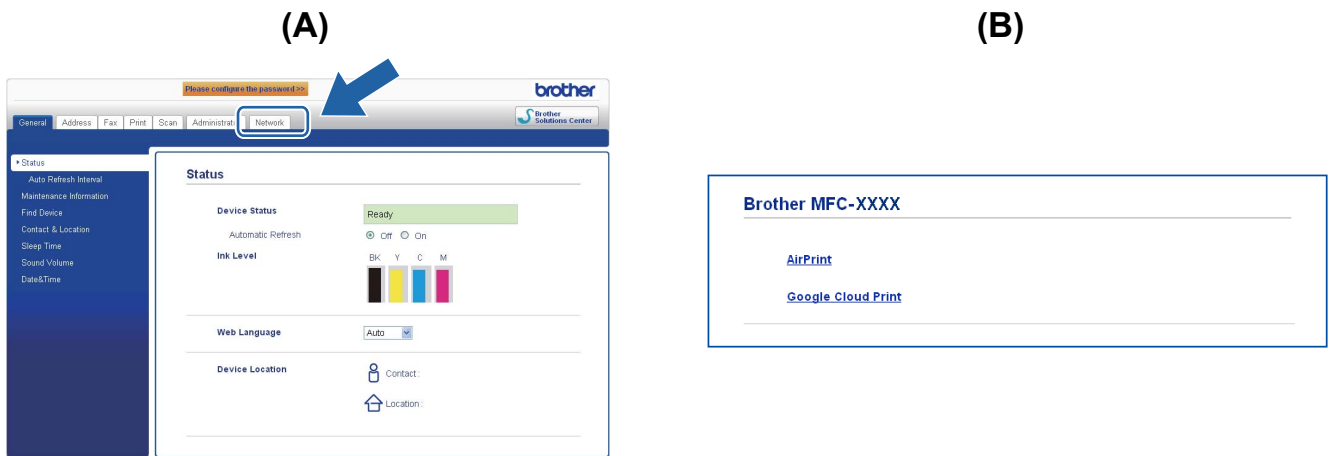 (A)
(B)
Please configure the password >>
brother
General Address Fax Print Scan Administrator Network
Brother
Solutions Center
Status
Auto Refresh Interval
Maintenance Information
Find Device
Contact & Location
Sleep Time
Sound Volume
Date&Time
Status
Device Status Ready
Automatic Refresh Off On
Ink Level BK Y C M
Web Language Auto
Device Location Contact :
Location :
Brother MFC-XXXX
AirPrint
Google Cloud Print